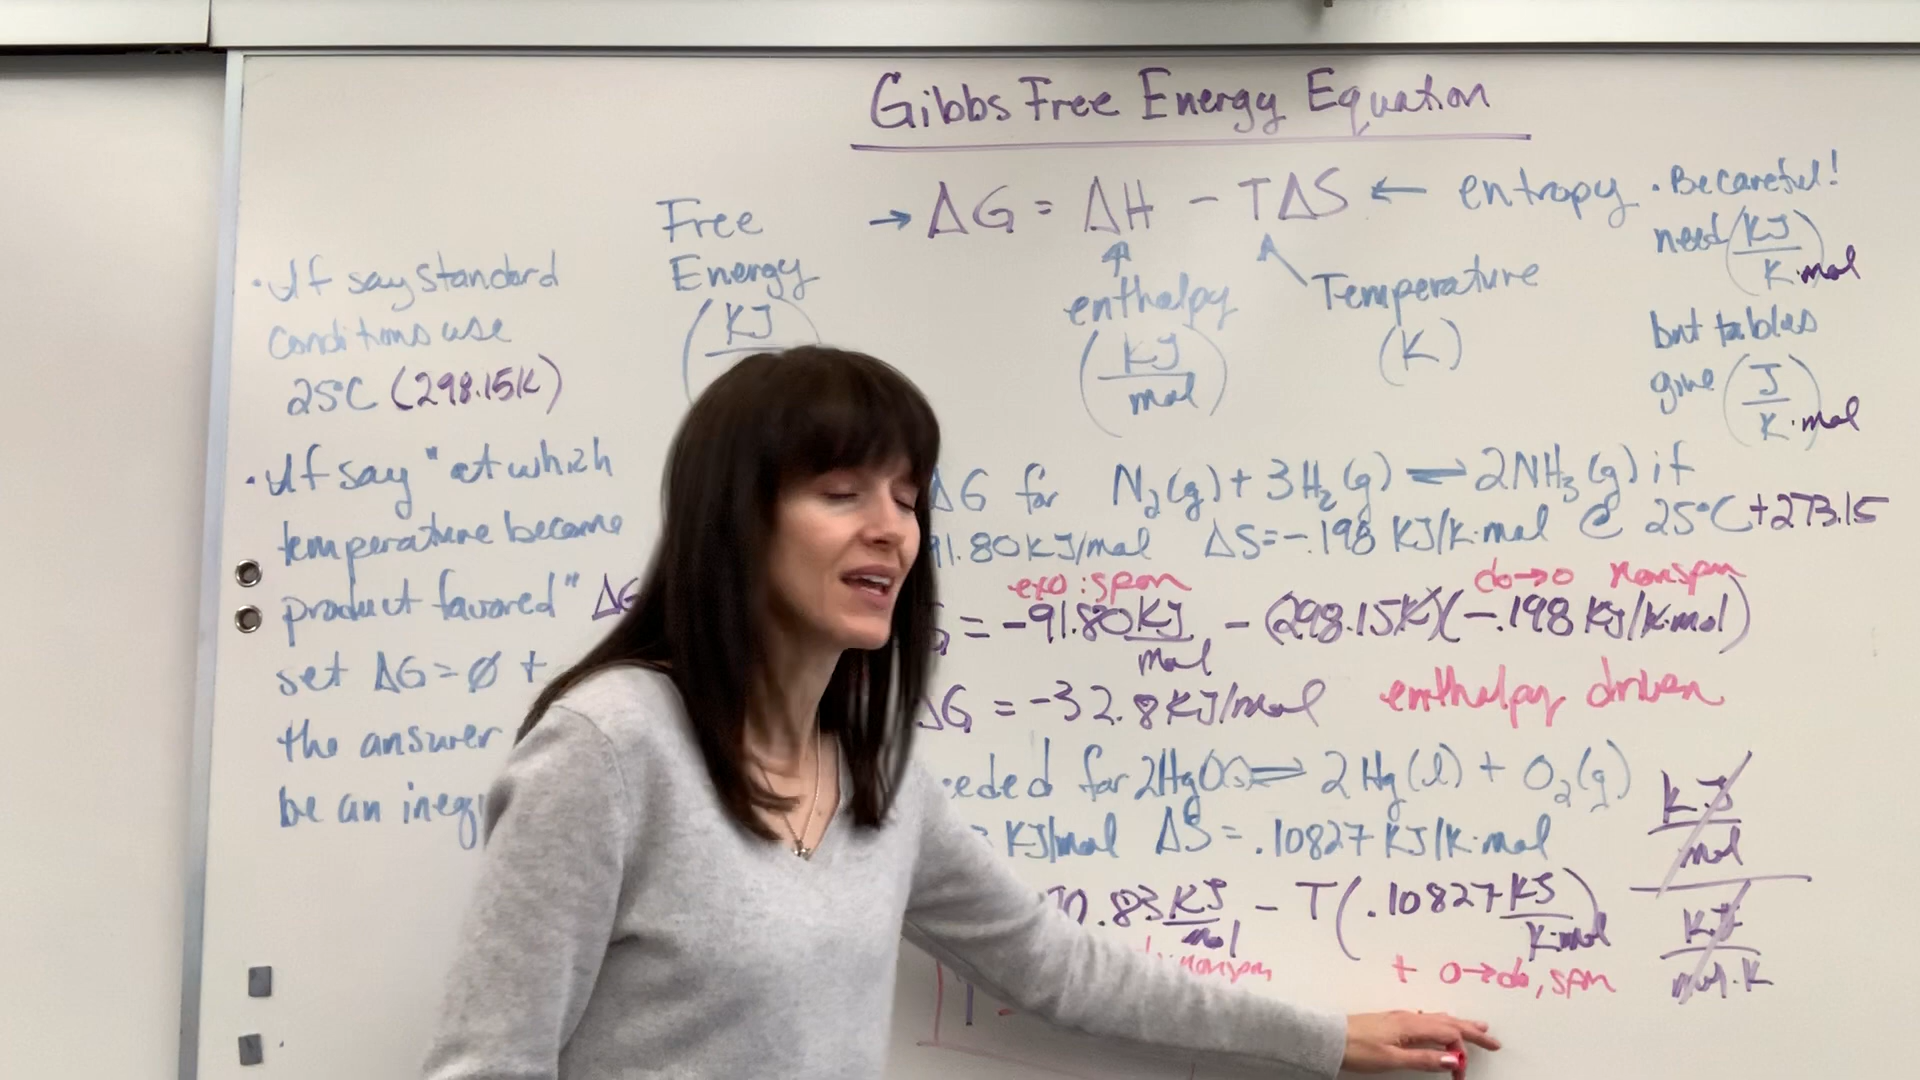 Gibbs Free Energy Equation
→ ΔG = ΔH - TΔS ← entropy
Free
Energy
(KJ
enthalpy
(KJ/mol)
Temperature
(K)
• Be careful!
need (KJ/K·mol)
but tables
give (J/K·mol)
• If say standard
conditions use
25°C (298.15K)
• If say "at which
temperature become
product favored" ΔG
set ΔG = Ø +
the answer
be an
ΔG for N₂(g) + 3H₂(g) ⇌ 2NH₃(g) if
91.80KJ/mol ΔS = -.198 KJ/K·mol @ 25°C +273.15
exo: spon do→o nonspon
= -91.80 KJ/mol - (298.15K)(-.198 KJ/K·mol)
ΔG = -32.8KJ/mol enthalpy driven
for 2HgO(s) ⇌ 2Hg(l) + O₂(g)
KJ/mol ΔS = .10827 KJ/K·mol
.83 KJ/mol - T(.10827 KJ/K·mol)
nonspon + o→do, spon
KJ/mol
KJ/mol·K